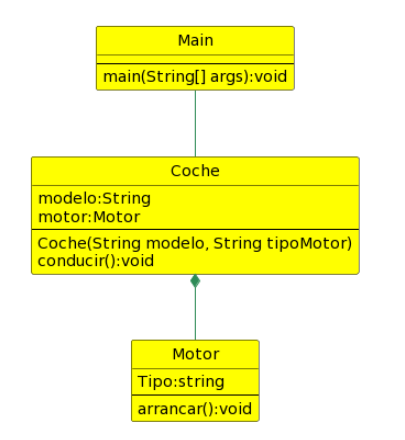 Main
main(String[] args):void
Coche
modelo:String
motor:Motor
Coche(String modelo, String tipoMotor)
conducir():void
Motor
Tipo:string
arrancar():void